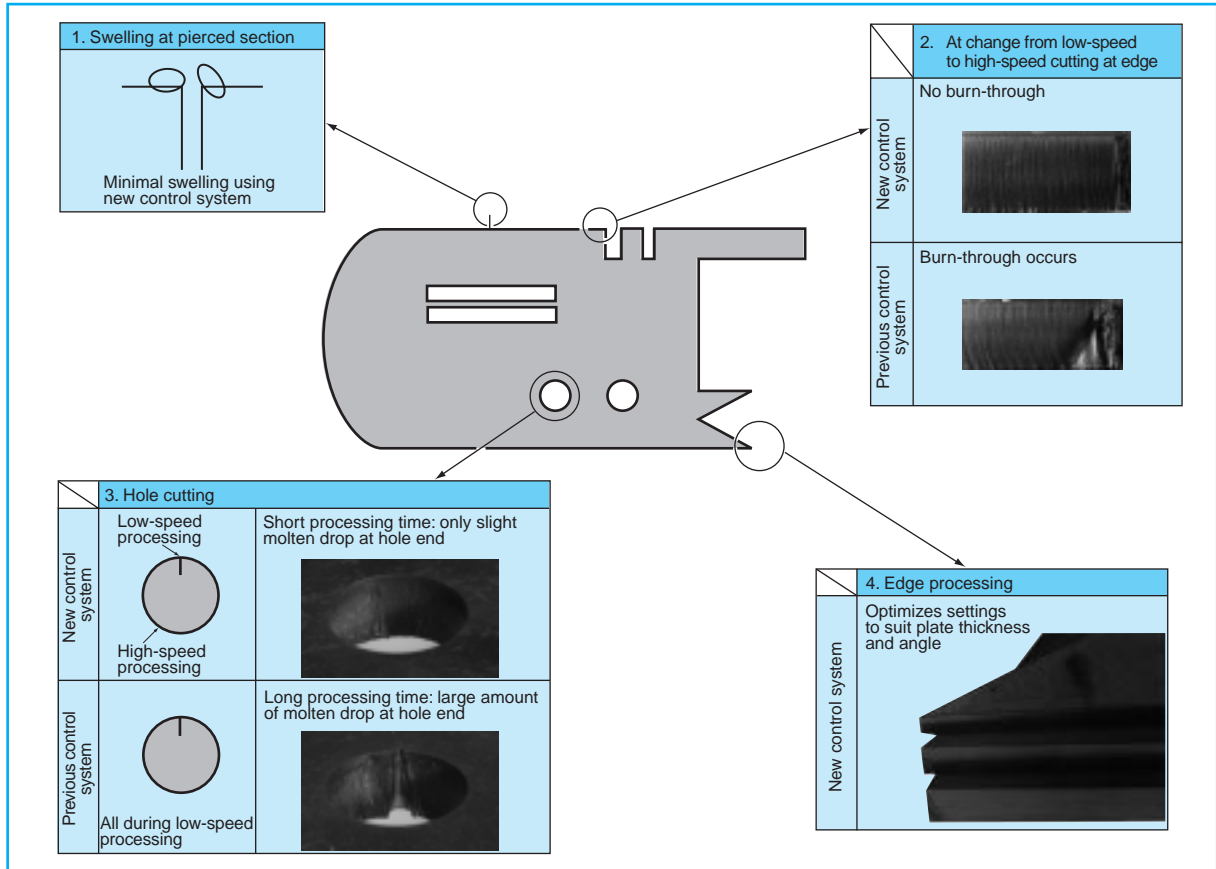 1. Swelling at pierced section
Minimal swelling using
new control system
2. At change from low-speed
to high-speed cutting at edge
New control
system
No burn-through
Previous control
system
Burn-through occurs
3. Hole cutting
New control
system
Low-speed
processing
High-speed
processing
Short processing time: only slight
molten drop at hole end
Previous control
system
All during low-speed
processing
Long processing time: large amount
of molten drop at hole end
4. Edge processing
New control system
Optimizes settings
to suit plate thickness
and angle